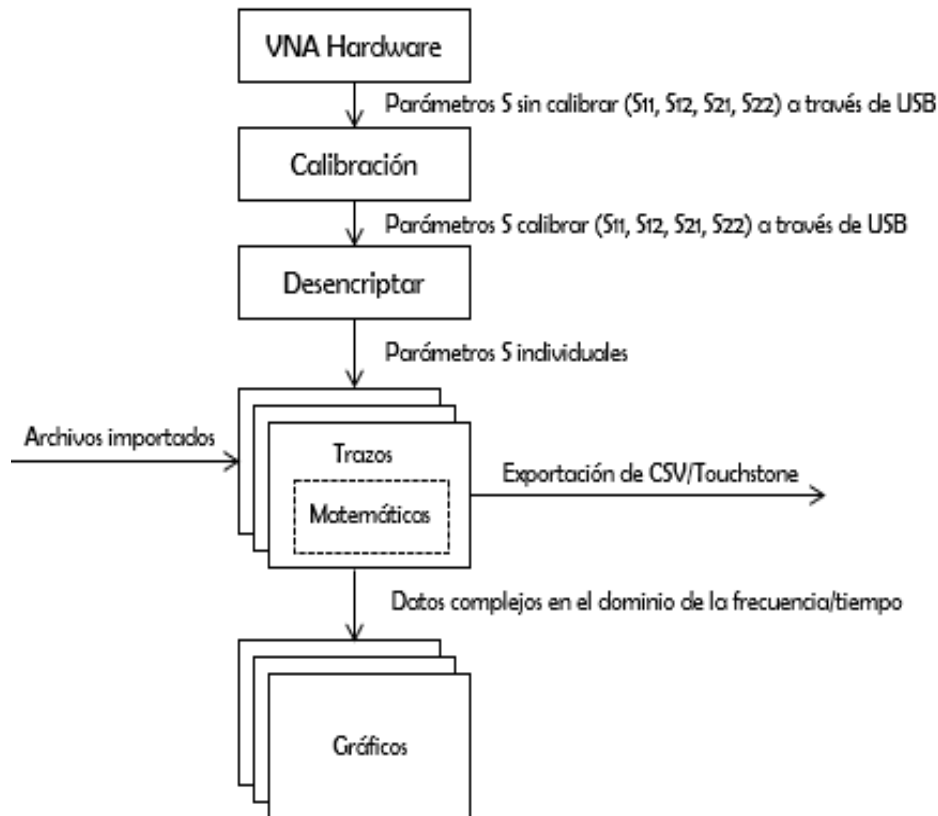 VNA Hardware
Parámetros S sin calibrar (S11, S12, S21, S22) a través de USB
Calibración
Parámetros S calibrar (S11, S12, S21, S22) a través de USB
Desencriptar
Parámetros S individuales
Archivos importados
Trazos
Exportación de CSV/Touchstone
Matemáticas
Datos complejos en el dominio de la frecuencia/tiempo
Gráficos